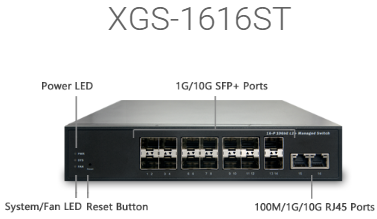 XGS-1616ST
Power LED
1G/10G SFP+ Ports
System/Fan LED
Reset Button
100M/1G/10G RJ45 Ports